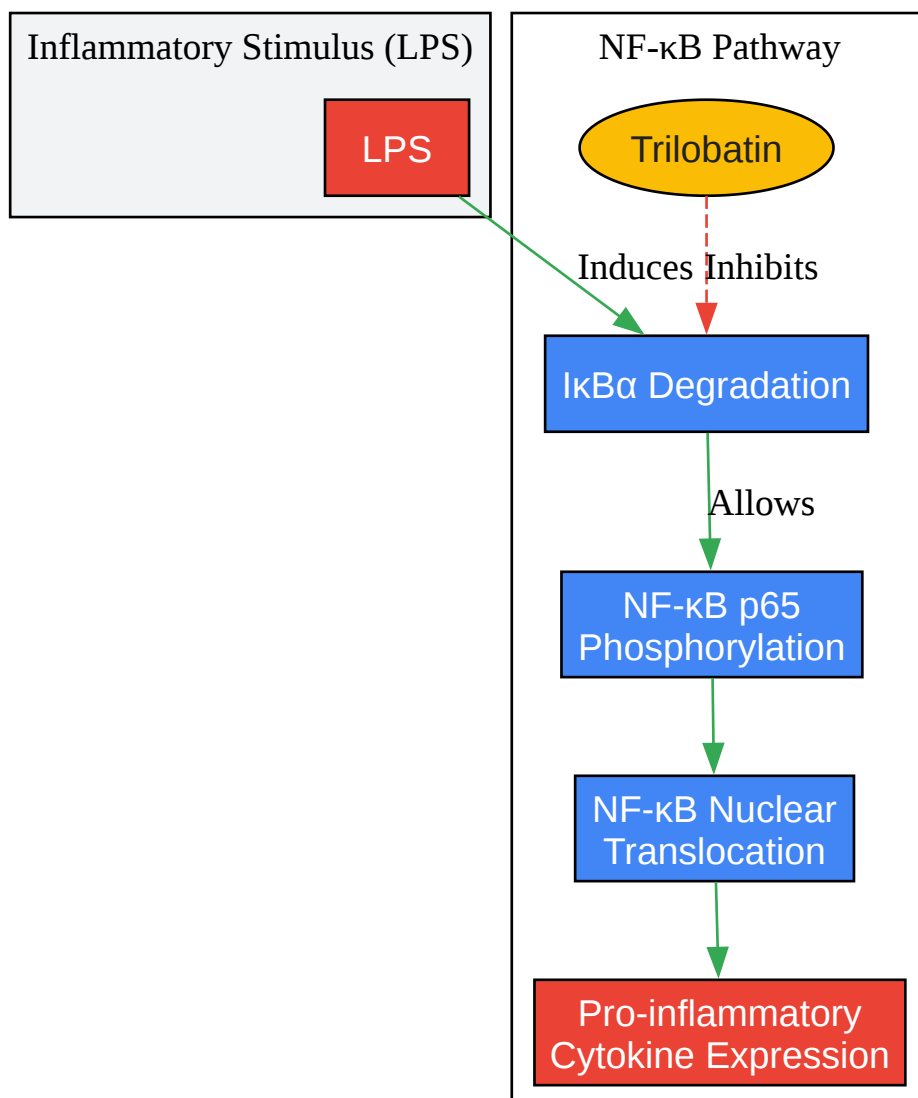 Inflammatory Stimulus (LPS)
LPS
NF-κB Pathway
Trilobatin
Induces
Inhibits
IκBα Degradation
Allows
NF-κB p65
Phosphorylation
NF-κB Nuclear
Translocation
Pro-inflammatory
Cytokine Expression